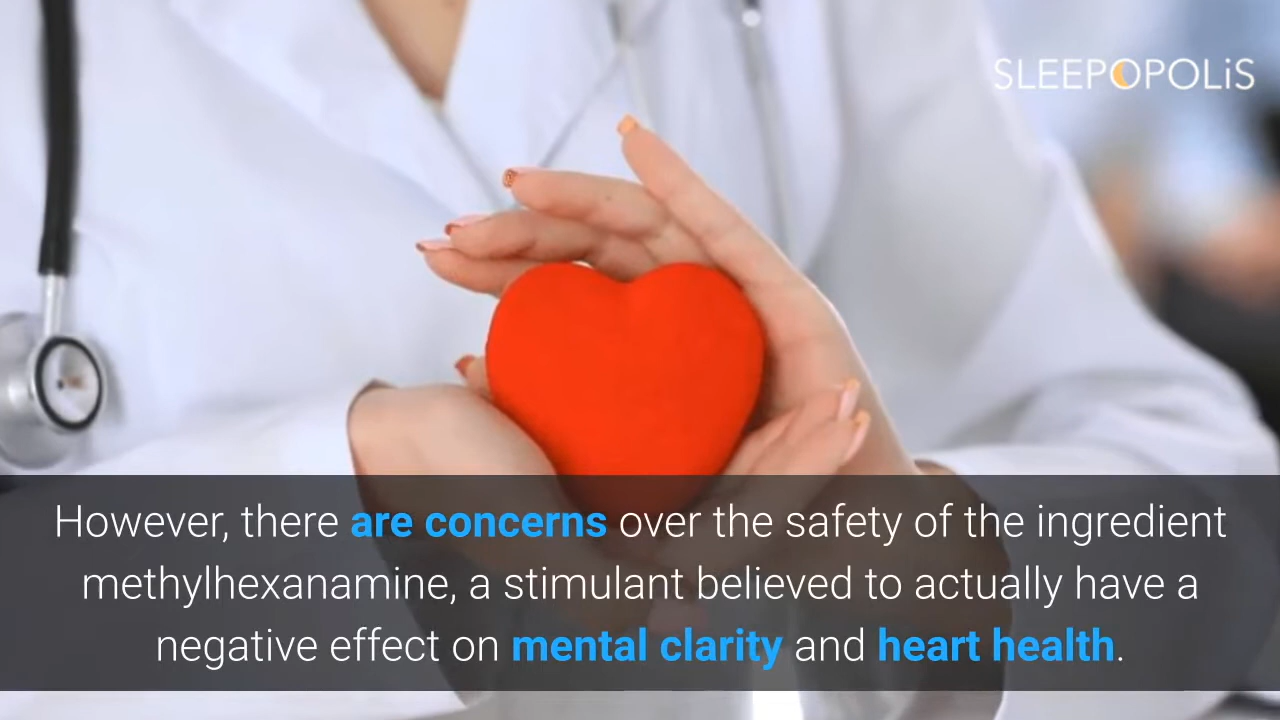 SLEEPOPOLiS
However, there are concerns over the safety of the ingredient
methylhexanamine, a stimulant believed to actually have a
negative effect on mental clarity and heart health.